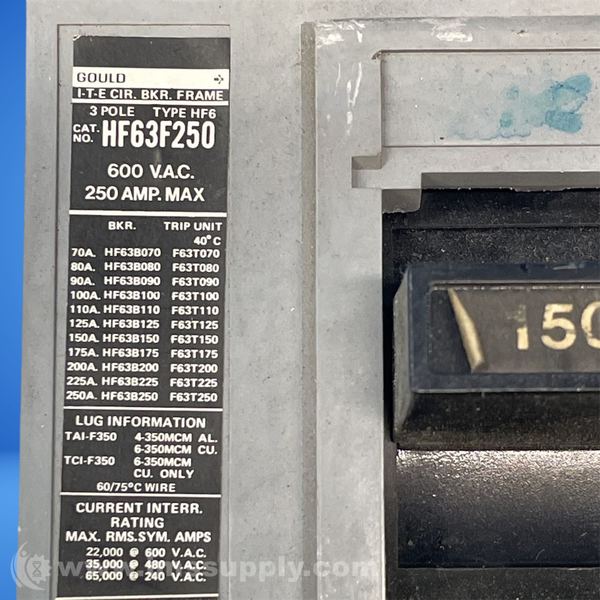 GOULD
I-T-E CIR. BKR. FRAME
3 POLE TYPE HF6
CAT. NO. HF63F250
600 V.A.C.
250 AMP. MAX
BKR. TRIP UNIT
40°C
70A. HF63B070 F63T070
80A. HF63B080 F63T080
90A. HF63B090 F63T090
100A. HF63B100 F63T100
110A. HF63B110 F63T110
125A. HF63B125 F63T125
150A. HF63B150 F63T150
175A. HF63B175 F63T175
200A. HF63B200 F63T200
225A. HF63B225 F63T225
250A. HF63B250 F63T250
LUG INFORMATION
TAI-F350 4-350MCM AL.
6-350MCM CU.
TCI-F350 6-350MCM
CU. ONLY
60/75°C WIRE
CURRENT INTERR.
RATING
MAX. RMS.SYM. AMPS
22,000 @ 600 V.A.C.
35,000 @ 480 V.A.C.
65,000 @ 240 V.A.C.
150